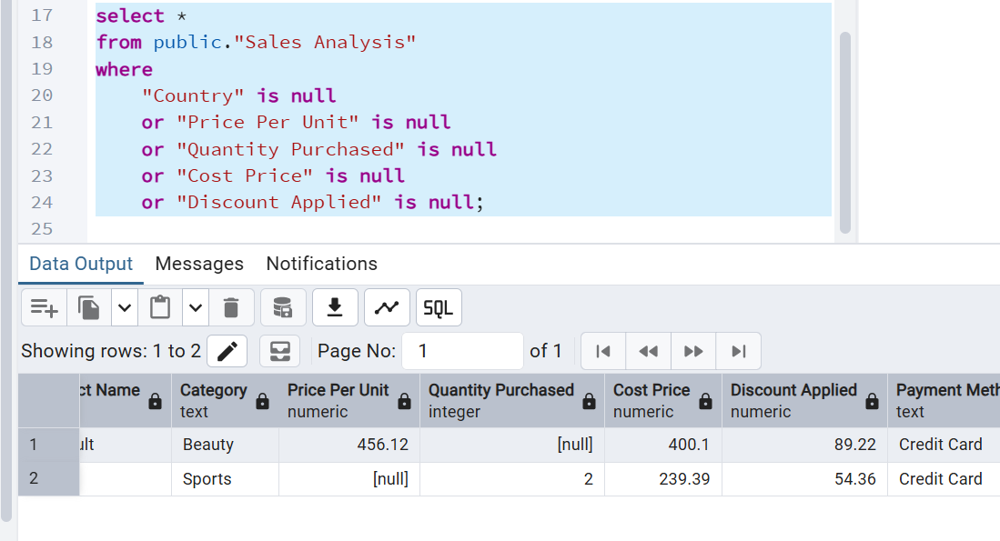 17 select *
18 from public."Sales Analysis"
19 where
20 "Country" is null
21 or "Price Per Unit" is null
22 or "Quantity Purchased" is null
23 or "Cost Price" is null
24 or "Discount Applied" is null;
25
Data Output Messages Notifications
SQL
Showing rows: 1 to 2 Page No: 1 of 1
Name Category Price Per Unit Quantity Purchased Cost Price Discount Applied Payment
text numeric integer numeric numeric text
1 Beauty 456.12 [null] 400.1 89.22 Credit Card
2 Sports [null] 2 239.39 54.36 Credit Card